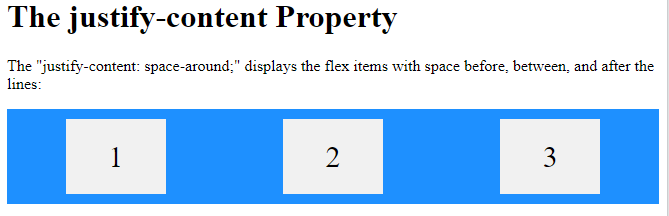 The justify-content Property
The "justify-content: space-around;" displays the flex items with space before, between, and after the
lines:
1 2 3